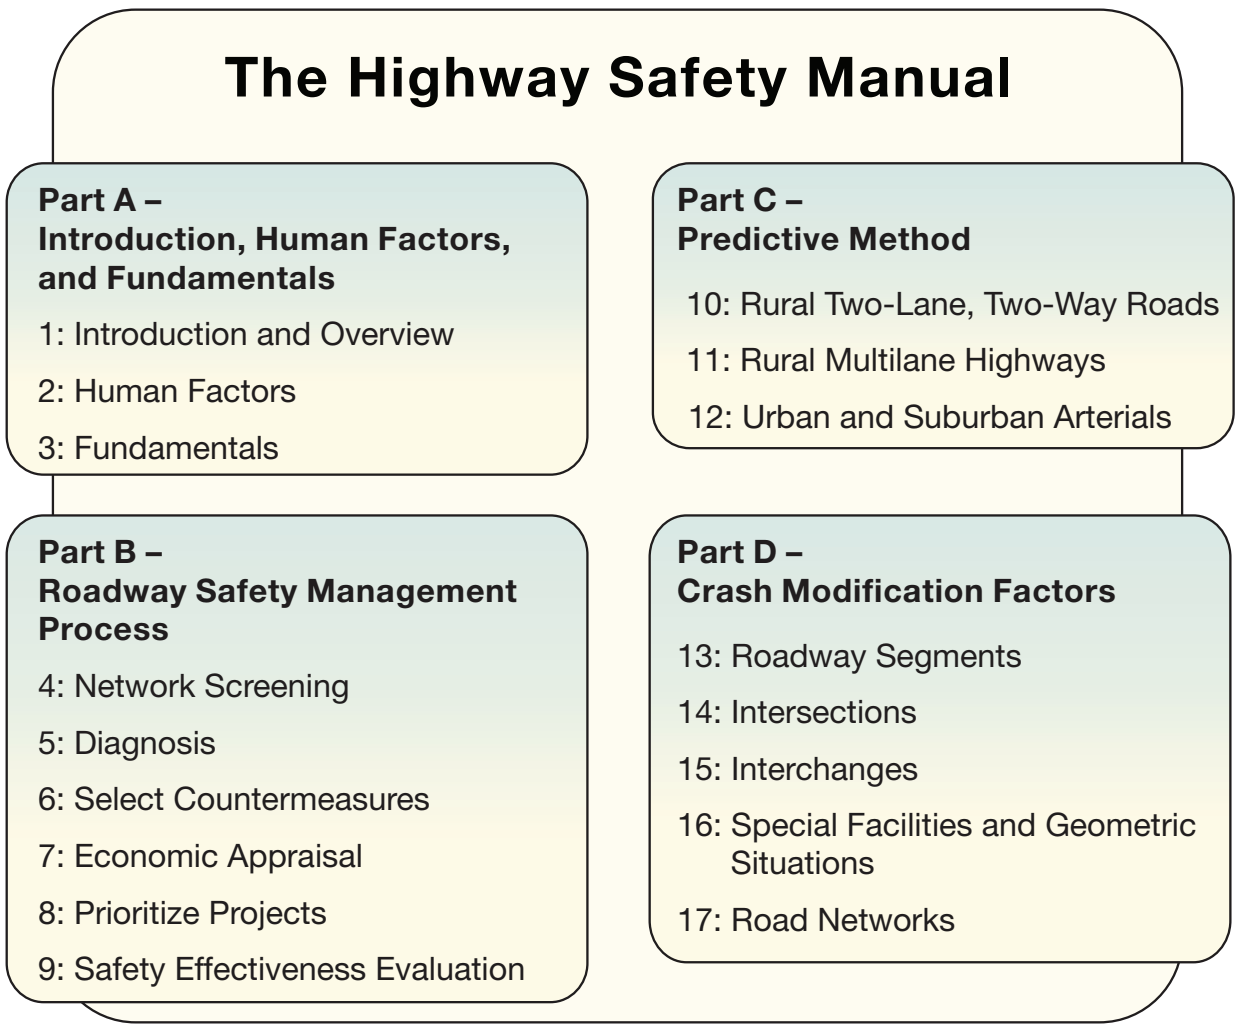 The Highway Safety Manual
Part A –
Introduction, Human Factors,
and Fundamentals
1: Introduction and Overview
2: Human Factors
3: Fundamentals
Part B –
Roadway Safety Management
Process
4: Network Screening
5: Diagnosis
6: Select Countermeasures
7: Economic Appraisal
8: Prioritize Projects
9: Safety Effectiveness Evaluation
Part C –
Predictive Method
10: Rural Two-Lane, Two-Way Roads
11: Rural Multilane Highways
12: Urban and Suburban Arterials
Part D –
Crash Modification Factors
13: Roadway Segments
14: Intersections
15: Interchanges
16: Special Facilities and Geometric
Situations
17: Road Networks